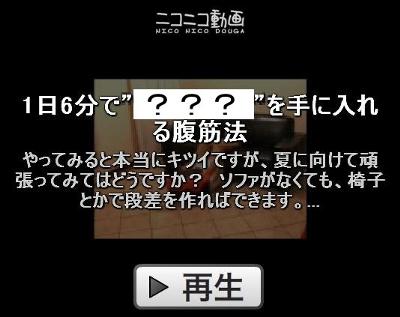 ニコニコ動画
NICO NICO DOUGA
1日6分で”？？？”を手に入れ
る腹筋法
やってみると本当にキツイですが、夏に向けて頑
張ってみてはどうですか？　ソファがなくても、椅子
とかで段差を作ればできます。...
再生